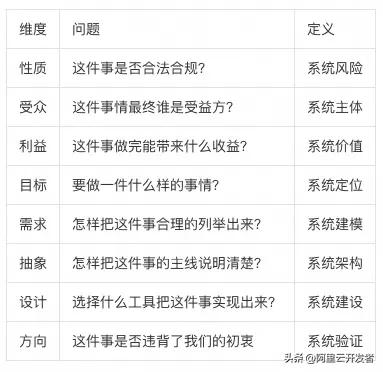 维度 问题 定义
性质 这件事是否合法合规? 系统风险
受众 这件事情最终谁是受益方? 系统主体
利益 这件事做完能带来什么收益? 系统价值
目标 要做一件什么样的事情? 系统定位
需求 怎样把这件事合理的列举出来? 系统建模
抽象 怎样把这件事的主线说明清楚? 系统架构
设计 选择什么工具把这件事实现出来? 系统建设
方向 这件事是否违背了我们的初衷 系统验证
头条 @阿里云开发者